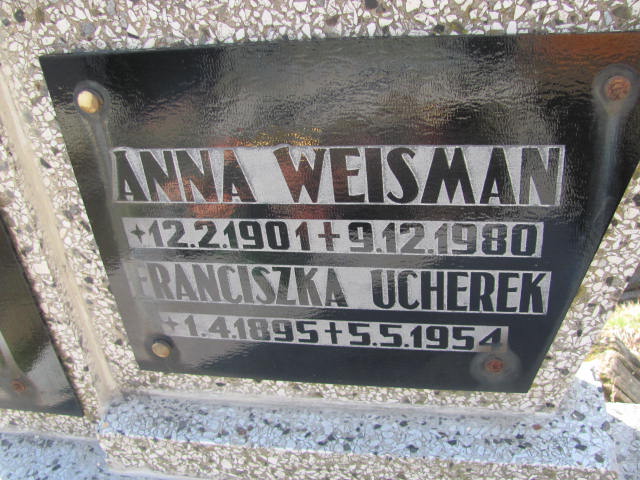 ANNA WEISMAN
*12.2.1901+9.12.1980
FRANCISZKA UCHEREK
*1.4.1895+5.5.1954